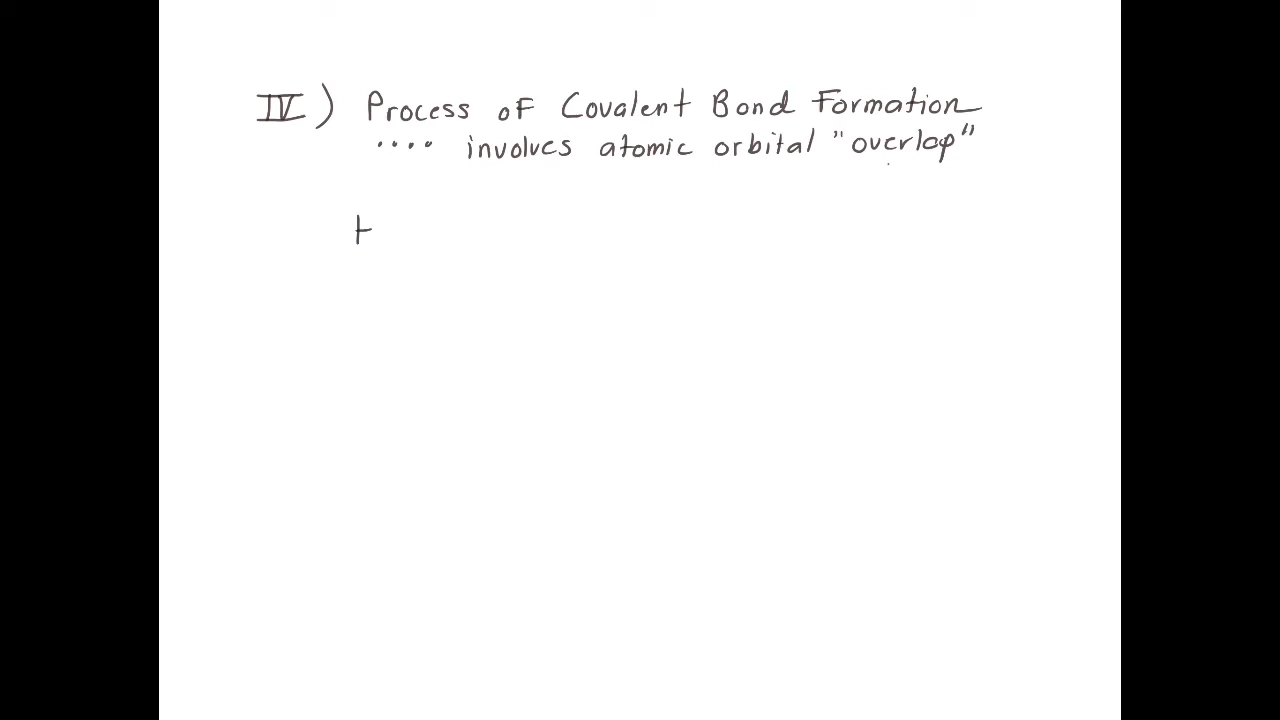 IV) Process of Covalent Bond Formation
.... involves atomic orbital "overlap"